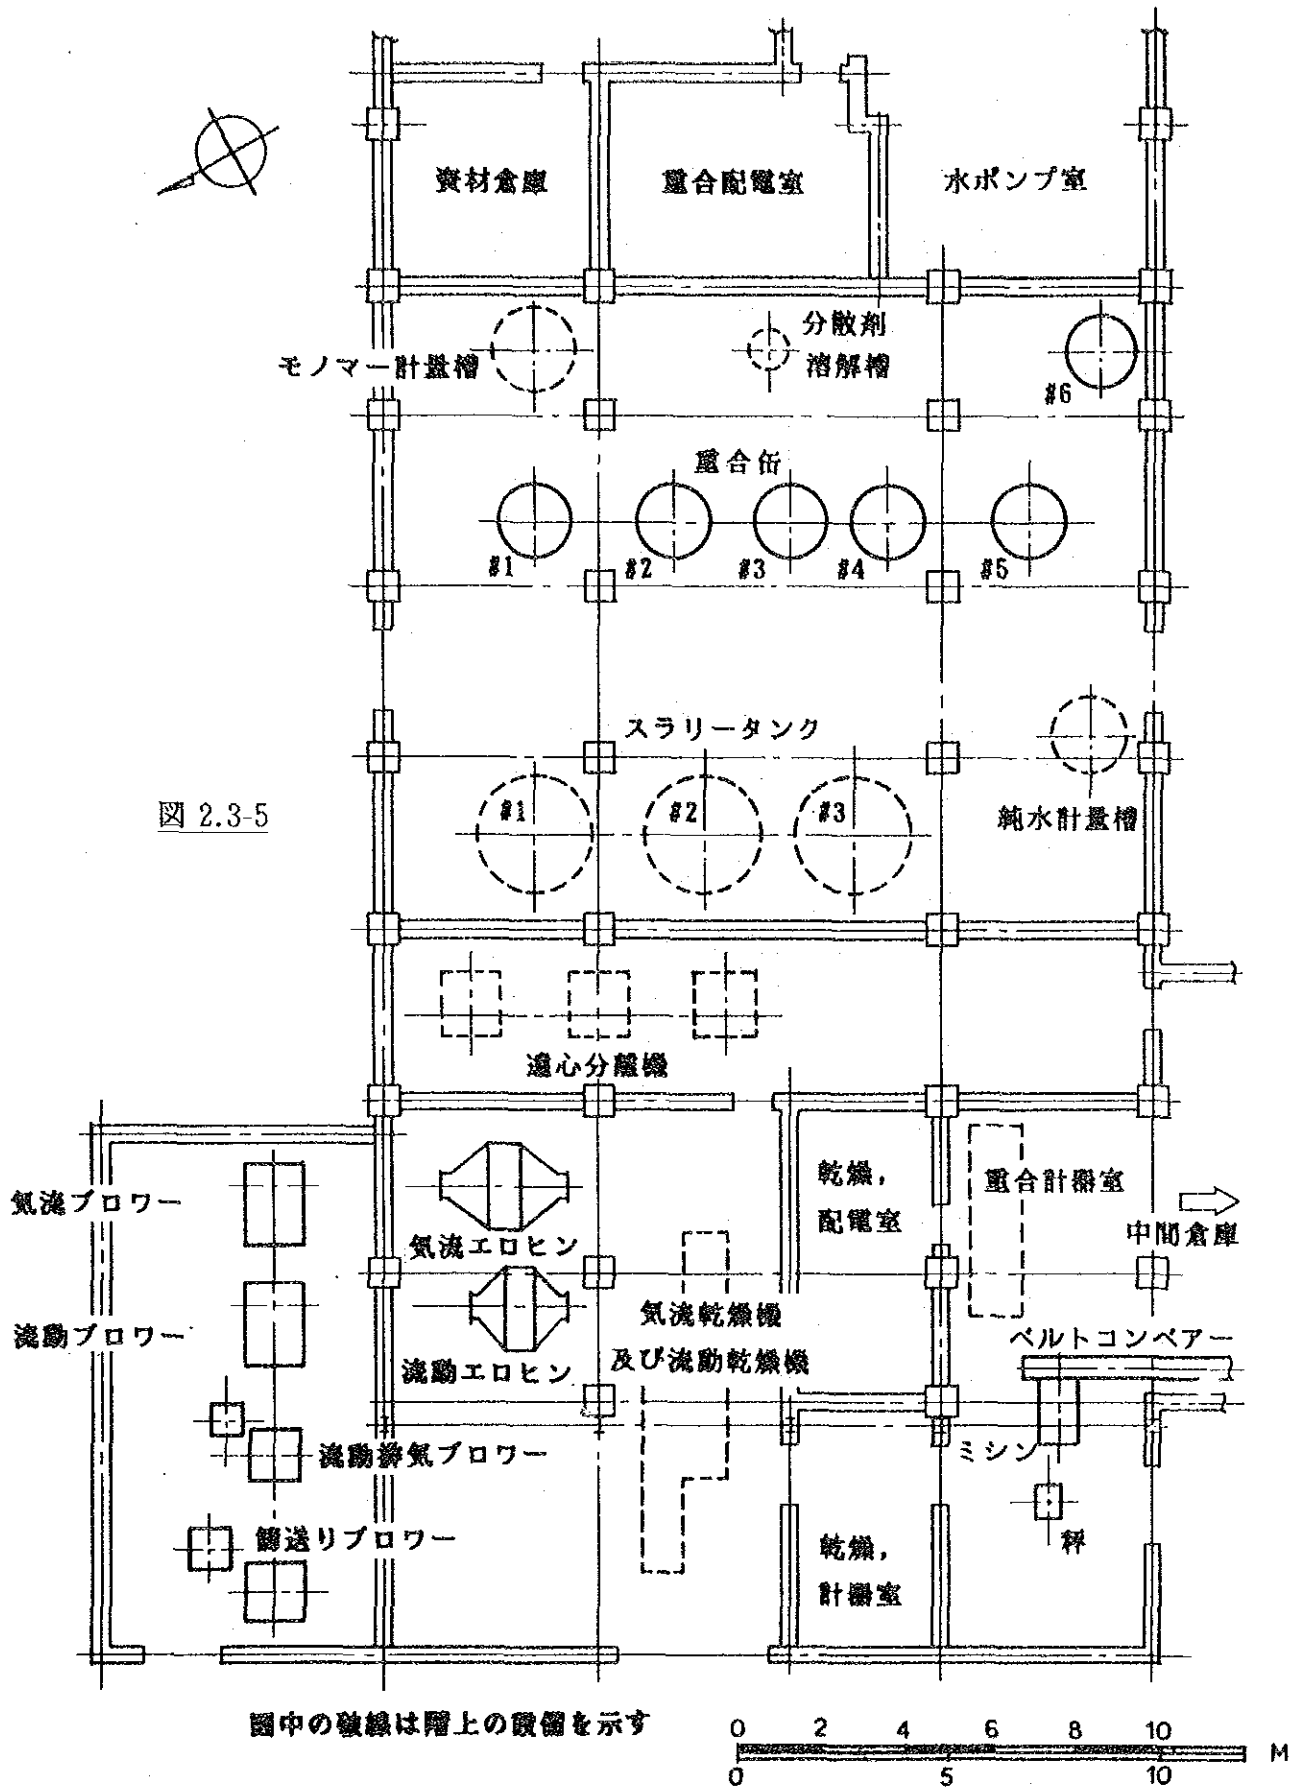 資材倉庫
重合配電室
水ポンプ室
分散剤
溶解槽
モノマー計量槽
#6
重合缶
#1
#2
#3
#4
#5
スラリータンク
#1
#2
#3
純水計量槽
図 2.3-5
遠心分離機
乾燥,
配電室
重合計器室
中間倉庫
気流ブロワー
気流エロヒン
流動ブロワー
流動エロヒン
気流乾燥機
及び流動乾燥機
ベルトコンベアー
ミシン
流動排気ブロワー
秤
篩送りブロワー
乾燥,
計器室
図中の破線は階上の設備を示す
0 2 4 6 8 10
M
0 5 10